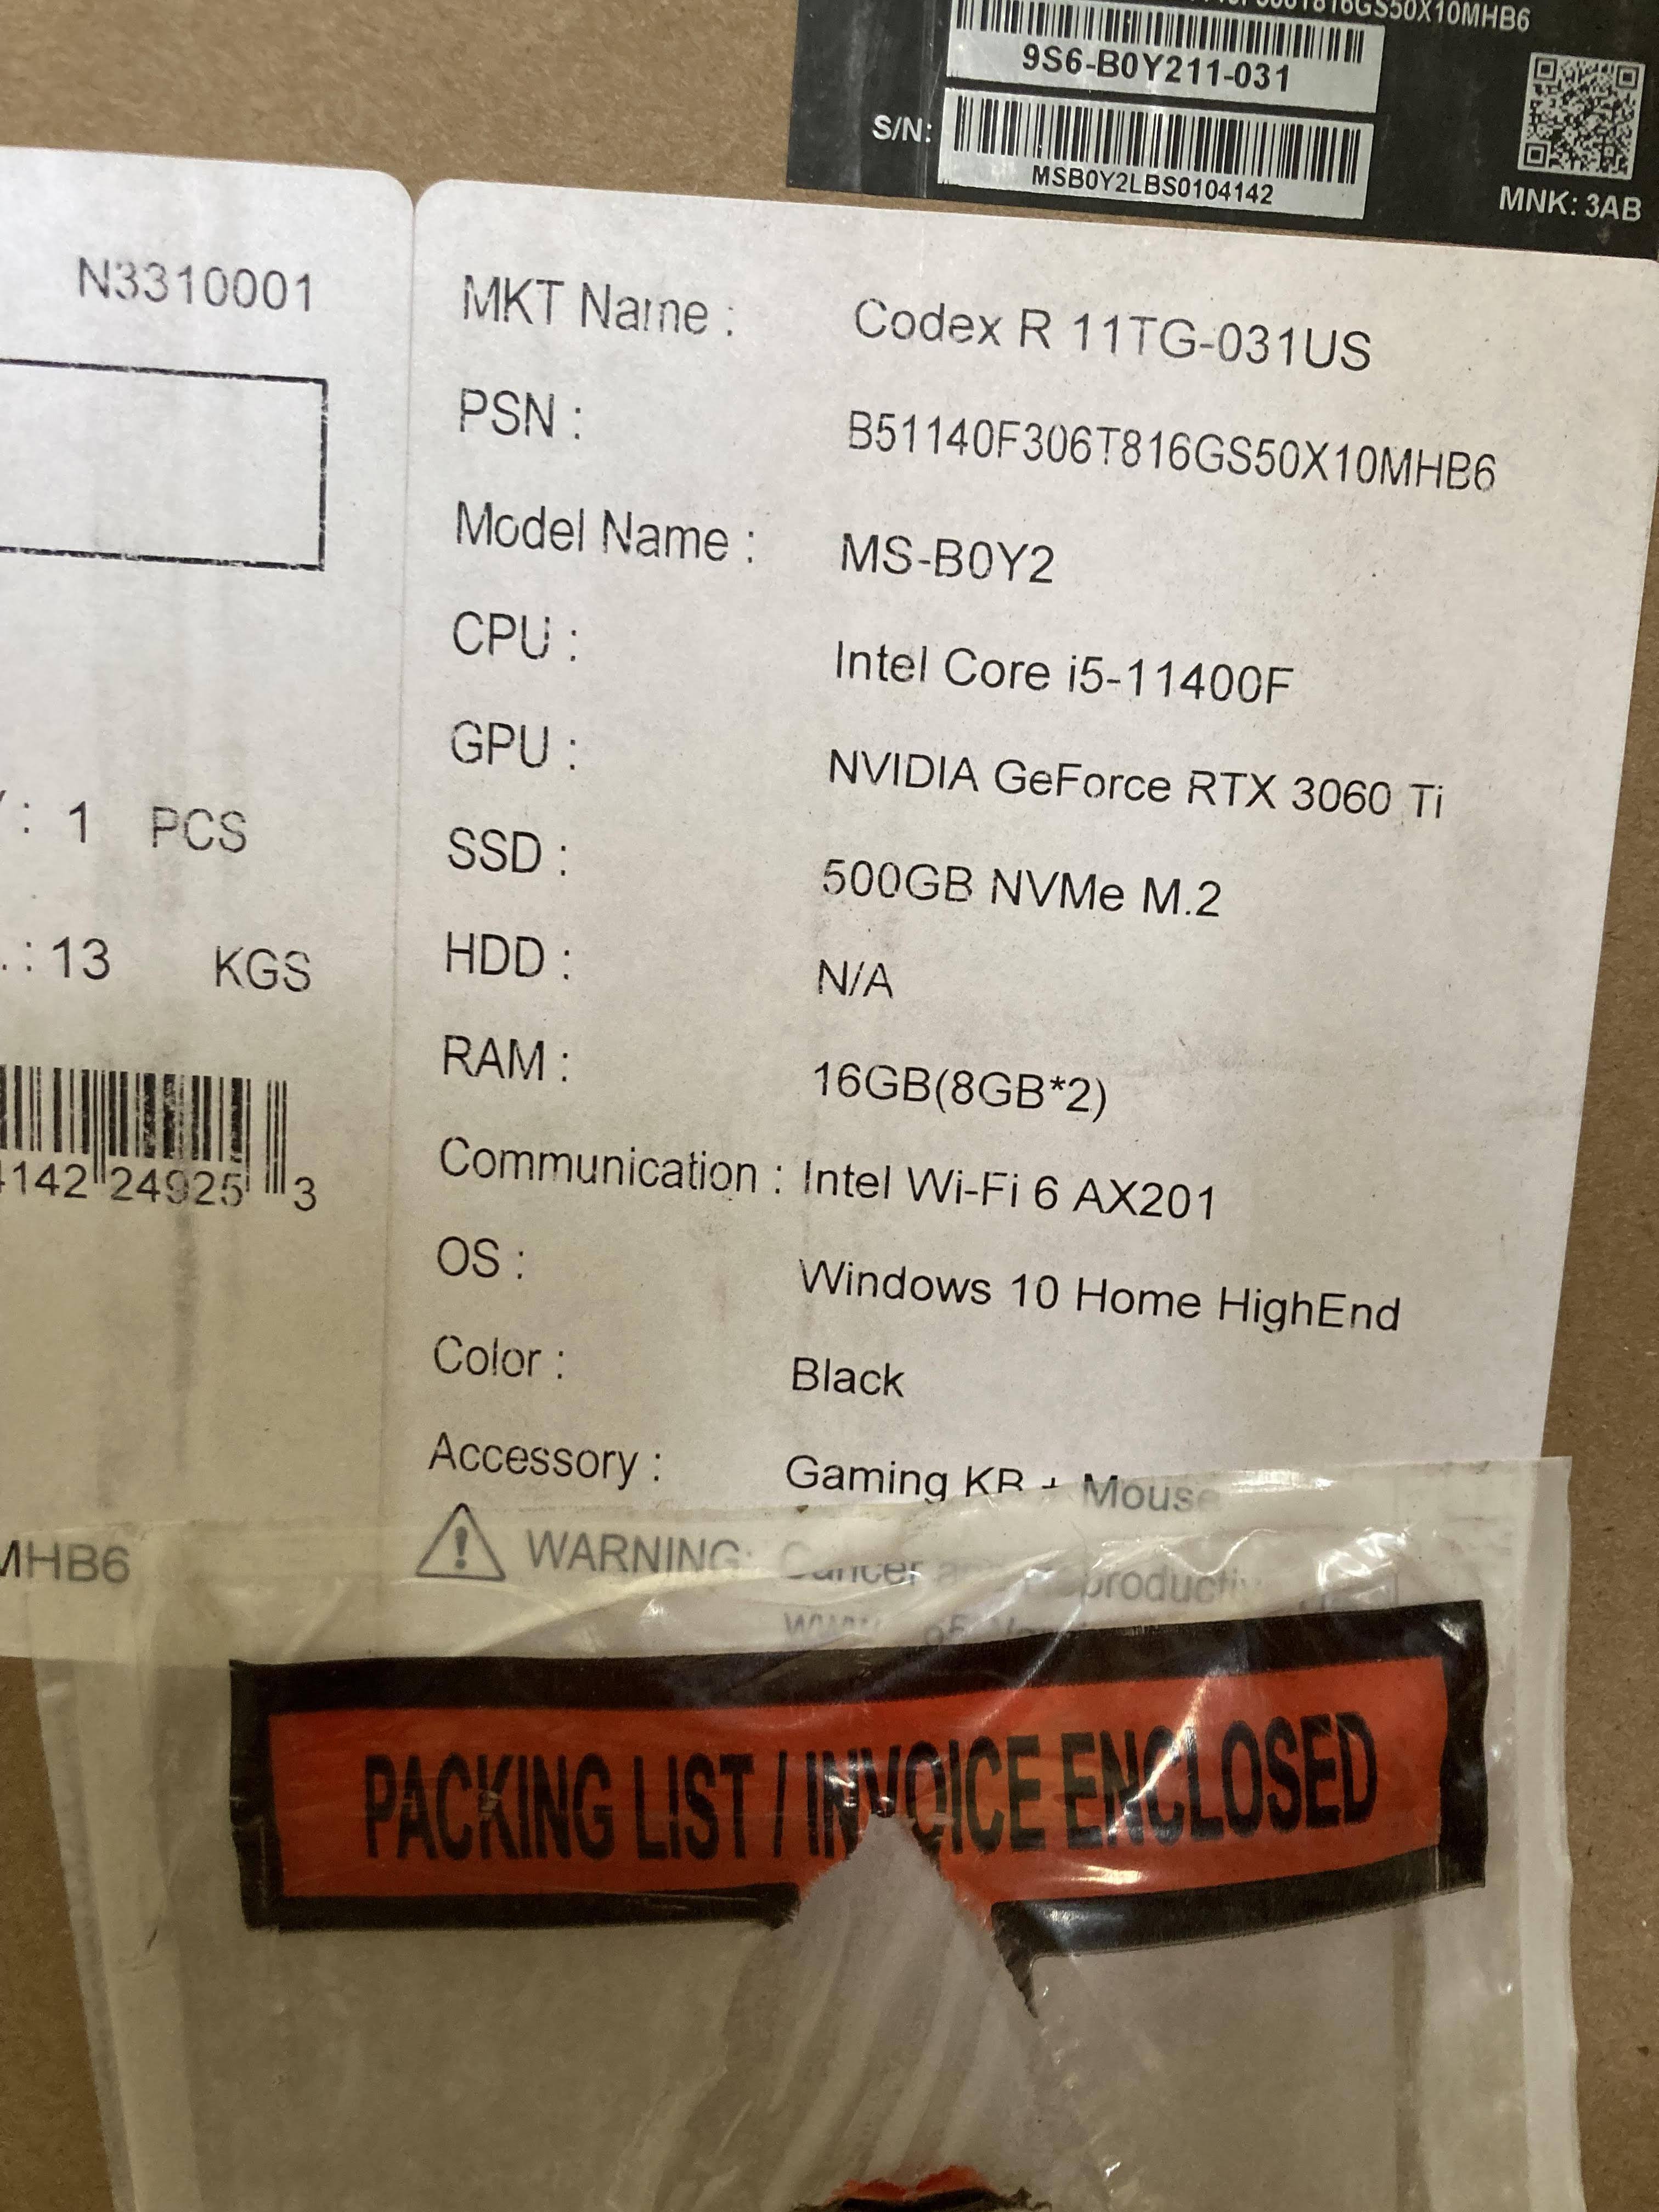 9S6-B0Y211-031
S/N:
MSB0Y2LBS0104142
MNK: 3AB
N3310001
: 1 PCS
.: 13 KGS
142 24925 3
MHB6
MKT Name : Codex R 11TG-031US
PSN : B51140F306T816GS50X10MHB6
Model Name : MS-B0Y2
CPU : Intel Core i5-11400F
GPU : NVIDIA GeForce RTX 3060 Ti
SSD : 500GB NVMe M.2
HDD : N/A
RAM : 16GB(8GB*2)
Communication : Intel Wi-Fi 6 AX201
OS : Windows 10 Home HighEnd
Color : Black
Accessory : Gaming KB + Mouse
WARNING: Cancer
PACKING LIST / INVOICE ENCLOSED